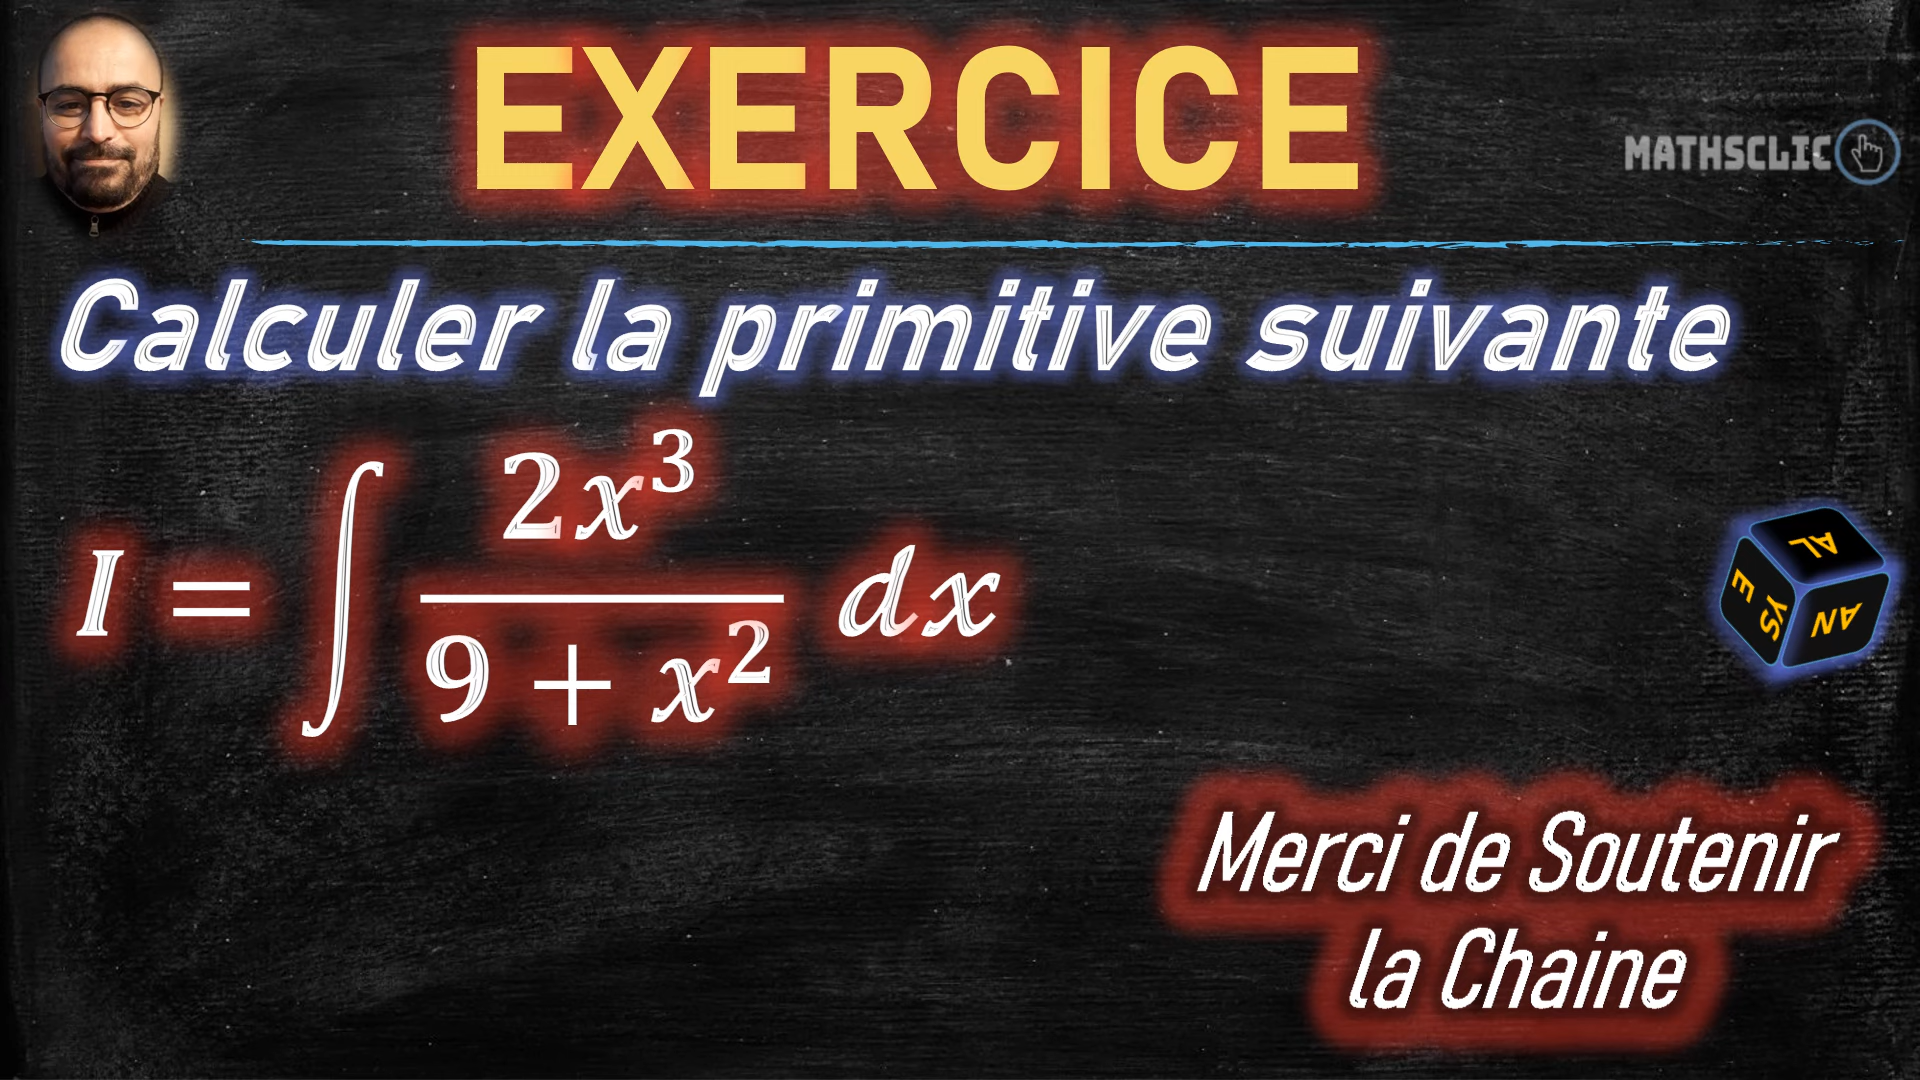 EXERCICE
MATHSCLIC
Calculer la primitive suivante
I = ∫ 2x³ / (9 + x²) dx
AN
AL
YS
E
Merci de Soutenir
la Chaine